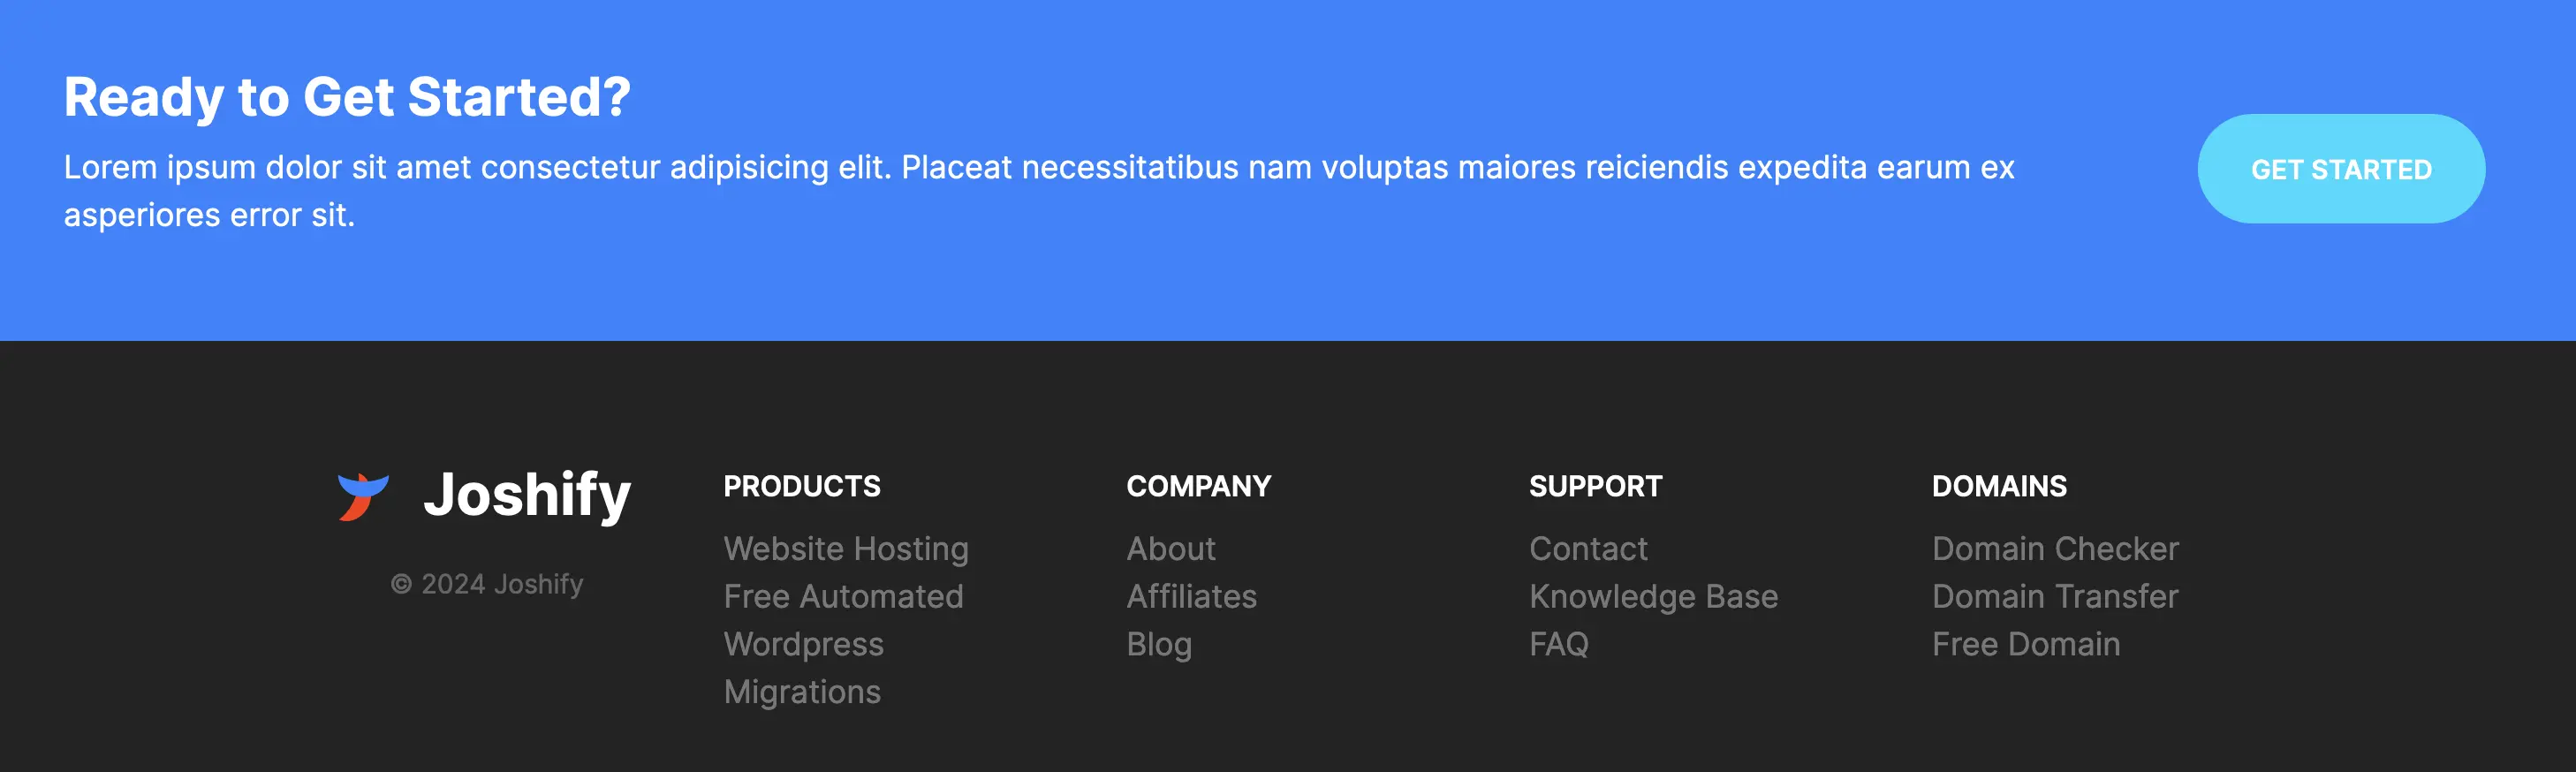 Ready to Get Started?
Lorem ipsum dolor sit amet consectetur adipisicing elit. Placeat necessitatibus nam voluptas maiores reiciendis expedita earum ex
asperiores error sit.
GET STARTED
Joshify
© 2024 Joshify
PRODUCTS
Website Hosting
Free Automated
Wordpress
Migrations
COMPANY
About
Affiliates
Blog
SUPPORT
Contact
Knowledge Base
FAQ
DOMAINS
Domain Checker
Domain Transfer
Free Domain